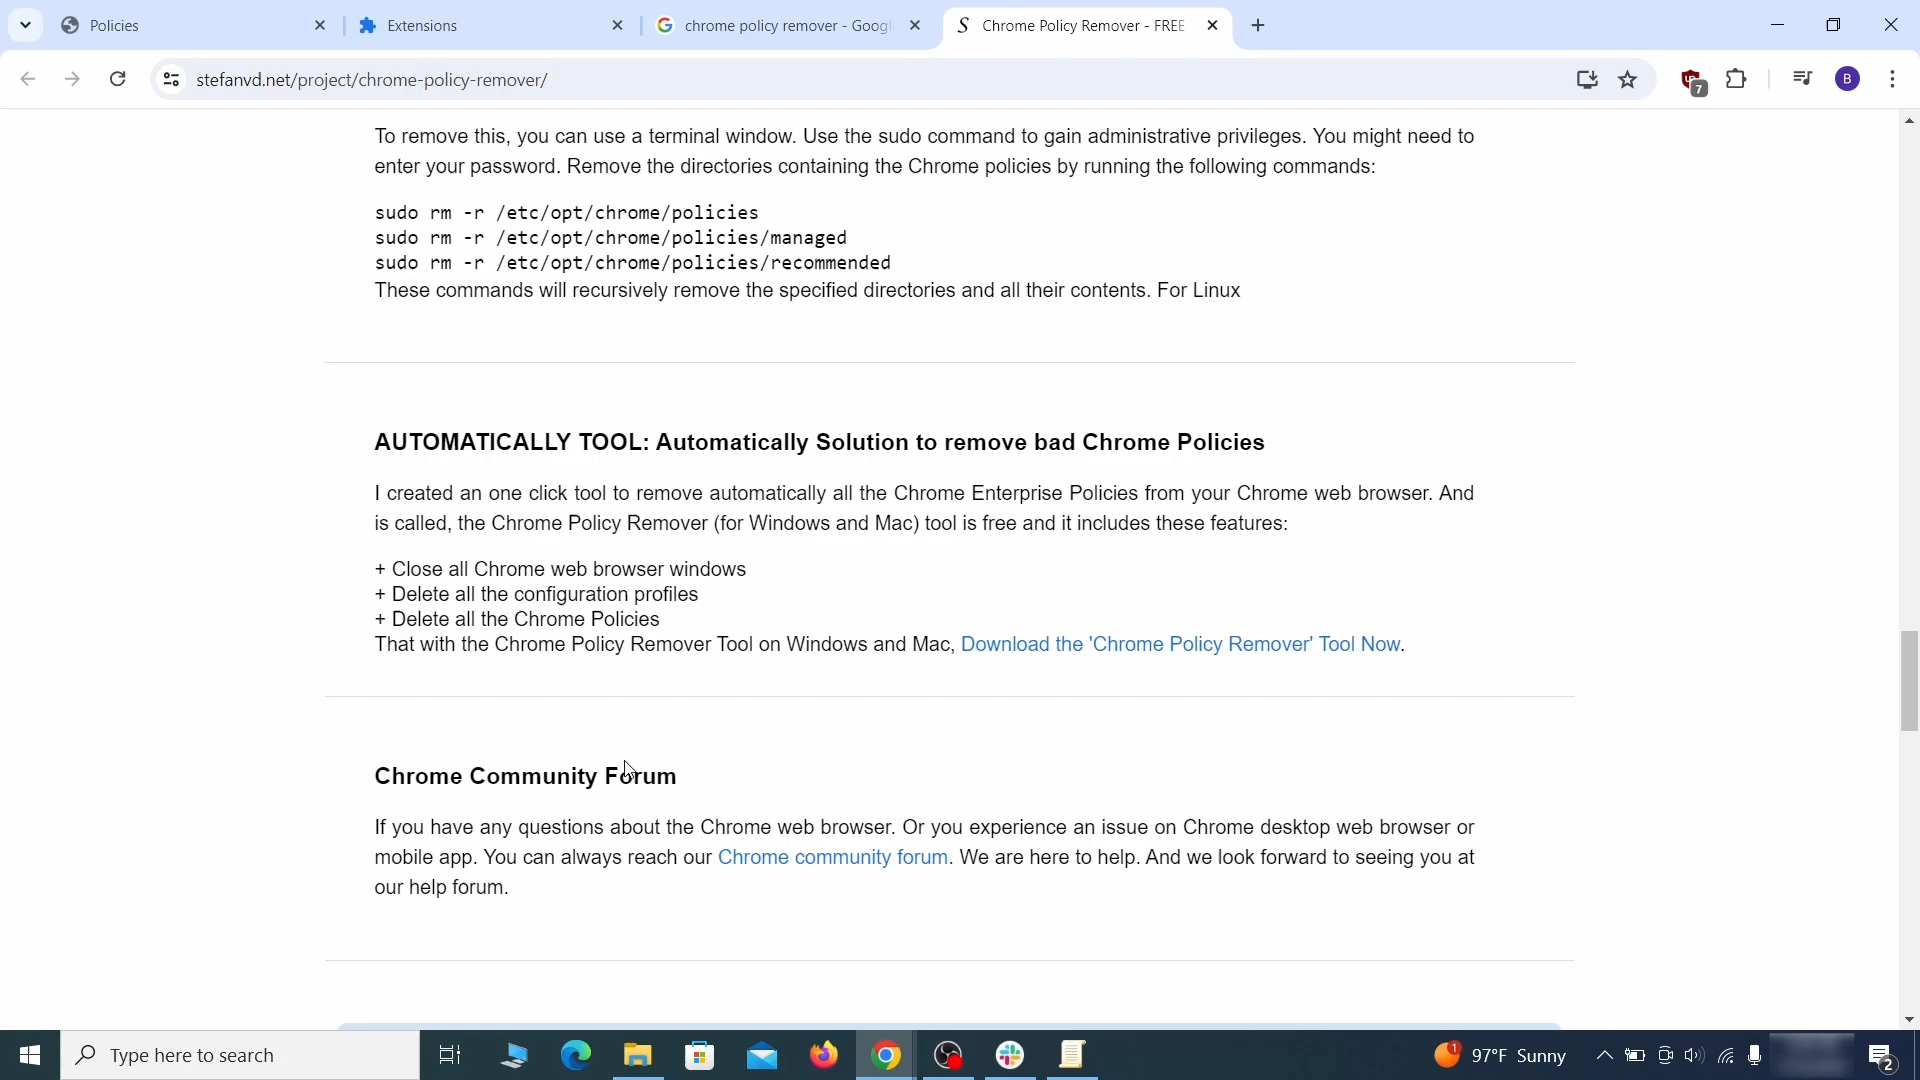 Policies
Extensions
chrome policy remover - Googl
Chrome Policy Remover - FREE
stefanvd.net/project/chrome-policy-remover/
7
B
To remove this, you can use a terminal window. Use the sudo command to gain administrative privileges. You might need to
enter your password. Remove the directories containing the Chrome policies by running the following commands:
sudo rm -r /etc/opt/chrome/policies
sudo rm -r /etc/opt/chrome/policies/managed
sudo rm -r /etc/opt/chrome/policies/recommended
These commands will recursively remove the specified directories and all their contents. For Linux
AUTOMATICALLY TOOL: Automatically Solution to remove bad Chrome Policies
I created an one click tool to remove automatically all the Chrome Enterprise Policies from your Chrome web browser. And
is called, the Chrome Policy Remover (for Windows and Mac) tool is free and it includes these features:
+ Close all Chrome web browser windows
+ Delete all the configuration profiles
+ Delete all the Chrome Policies
That with the Chrome Policy Remover Tool on Windows and Mac, Download the 'Chrome Policy Remover' Tool Now.
Chrome Community Forum
If you have any questions about the Chrome web browser. Or you experience an issue on Chrome desktop web browser or
mobile app. You can always reach our Chrome community forum. We are here to help. And we look forward to seeing you at
our help forum.
Type here to search
1
97°F Sunny
2